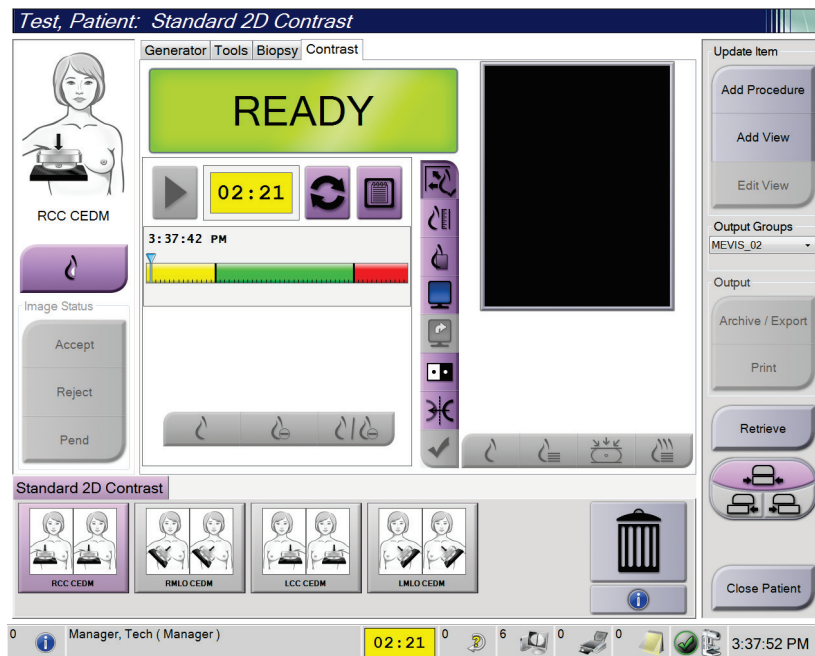 Test, Patient: Standard 2D Contrast
Generator Tools Biopsy Contrast
Update Item
READY
Add Procedure
Add View
Edit View
02:21
RCC CEDM
3:37:42 PM
Output Groups
MEVIS_02
Image Status
Output
Accept
Archive / Export
Reject
Print
Pend
Retrieve
Standard 2D Contrast
RCC CEDM
RMLO CEDM
LCC CEDM
LMLO CEDM
Close Patient
0 Manager, Tech ( Manager ) 02:21 0 6 0 0 3:37:52 PM